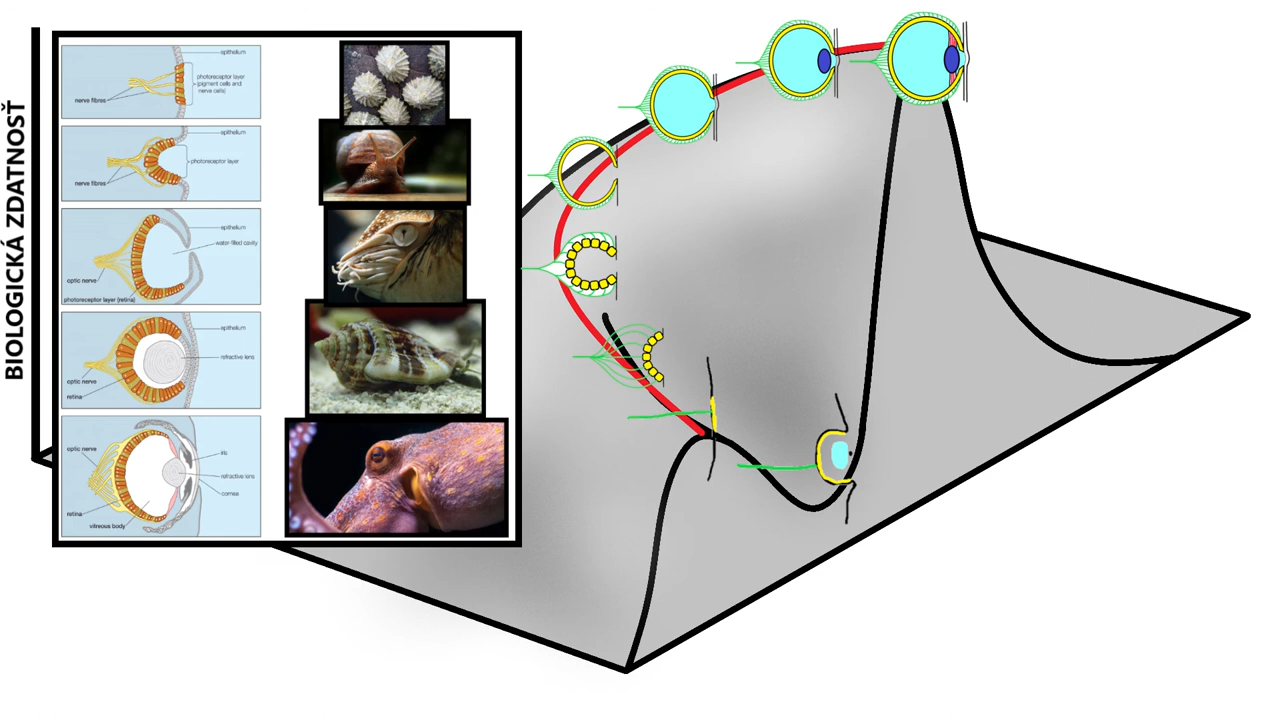 BIOLOGICKÁ ZDATNOSŤ
epithelium
photoreceptor layer
(pigment cells and
nerve cells)
nerve fibres
epithelium
photoreceptor layer
nerve fibres
epithelium
water-filled cavity
optic nerve
photoreceptor layer (retina)
epithelium
refractive lens
optic nerve
retina
optic nerve
iris
refractive lens
cornea
retina
vitreous body